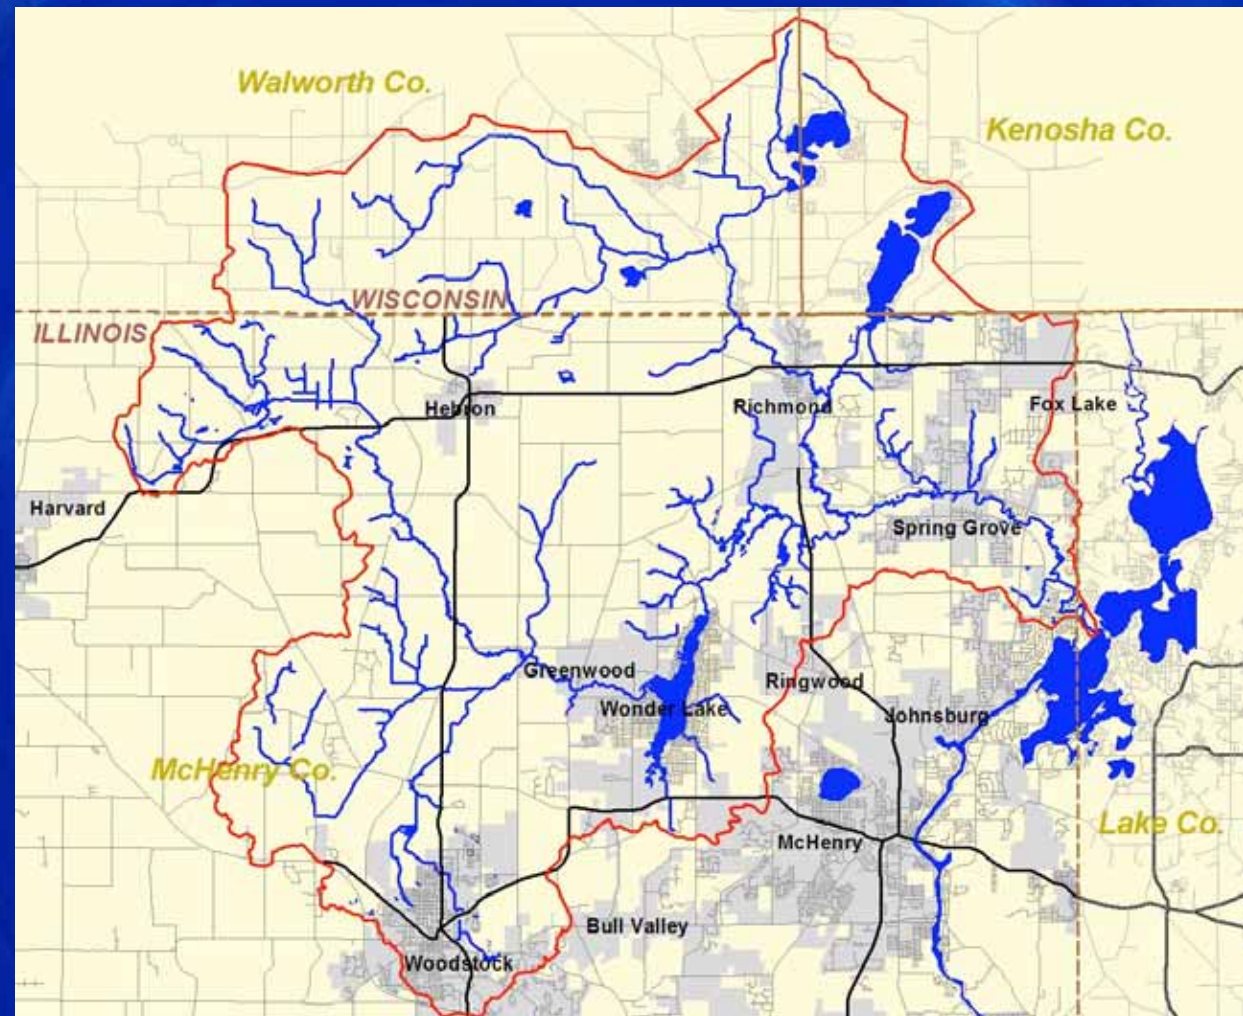 Walworth Co.
Kenosha Co.
WISCONSIN
ILLINOIS
Hebron
Richmond
Fox Lake
Harvard
Spring Grove
Greenwood
Ringwood
Wonder Lake
Johnsburg
McHenry Co.
Lake Co.
McHenry
Bull Valley
Woodstock